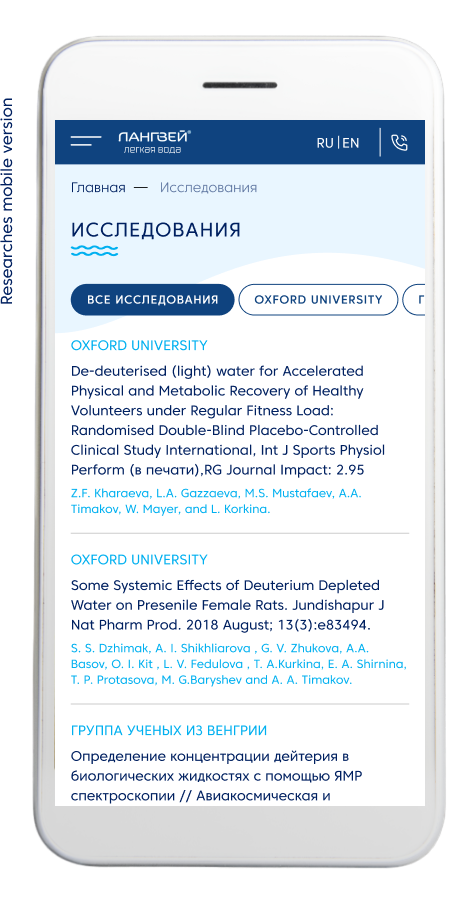 Researches mobile version
ЛАНГВЕЙ®
легкая вода
RU|EN
Главная — Исследования
ИССЛЕДОВАНИЯ
ВСЕ ИССЛЕДОВАНИЯ
OXFORD UNIVERSITY
OXFORD UNIVERSITY
De-deuterised (light) water for Accelerated
Physical and Metabolic Recovery of Healthy
Volunteers under Regular Fitness Load:
Randomised Double-Blind Placebo-Controlled
Clinical Study International, Int J Sports Physiol
Perform (в печати),RG Journal Impact: 2.95
Z.F. Kharaeva, L.A. Gazzaeva, M.S. Mustafaev, A.A.
Timakov, W. Mayer, and L. Korkina.
OXFORD UNIVERSITY
Some Systemic Effects of Deuterium Depleted
Water on Presenile Female Rats. Jundishapur J
Nat Pharm Prod. 2018 August; 13(3):e83494.
S. S. Dzhimak, A. I. Shikhliarova , G. V. Zhukova, A.A.
Basov, O. I. Kit , L. V. Fedulova , T. A.Kurkina, E. A. Shirnina,
T. P. Protasova, M. G.Baryshev and A. A. Timakov.
ГРУППА УЧЕНЫХ ИЗ ВЕНГРИИ
Определение концентрации дейтерия в
биологических жидкостях с помощью ЯМР
спектроскопии // Авиакосмическая и